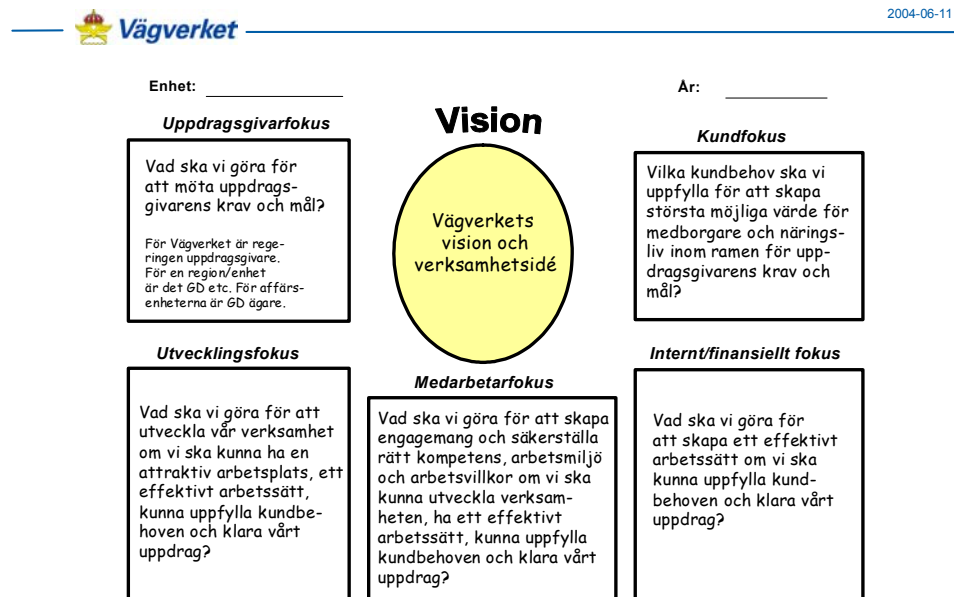 2004-06-11
Vägverket
Enhet:
År:
Uppdragsgivarfokus
Vad ska vi göra för
att möta uppdrags-
givarens krav och mål?
För Vägverket är rege-
ringen uppdragsgivare.
För en region/enhet
är det GD etc. För affärs-
enheterna är GD ägare.
Vision
Vägverkets
vision och
verksamhetsidé
Kundfokus
Vilka kundbehov ska vi
uppfylla för att skapa
största möjliga värde för
medborgare och närings-
liv inom ramen för upp-
dragsgivarens krav och
mål?
Utvecklingsfokus
Vad ska vi göra för att
utveckla vår verksamhet
om vi ska kunna ha en
attraktiv arbetsplats, ett
effektivt arbetssätt,
kunna uppfylla kundbe-
hoven och klara vårt
uppdrag?
Medarbetarfokus
Vad ska vi göra för att skapa
engagemang och säkerställa
rätt kompetens, arbetsmiljö
och arbetsvillkor om vi ska
kunna utveckla verksam-
heten, ha ett effektivt
arbetssätt, kunna uppfylla
kundbehoven och klara vårt
uppdrag?
Internt/finansiellt fokus
Vad ska vi göra för
att skapa ett effektivt
arbetssätt om vi ska
kunna uppfylla kund-
behoven och klara vårt
uppdrag?